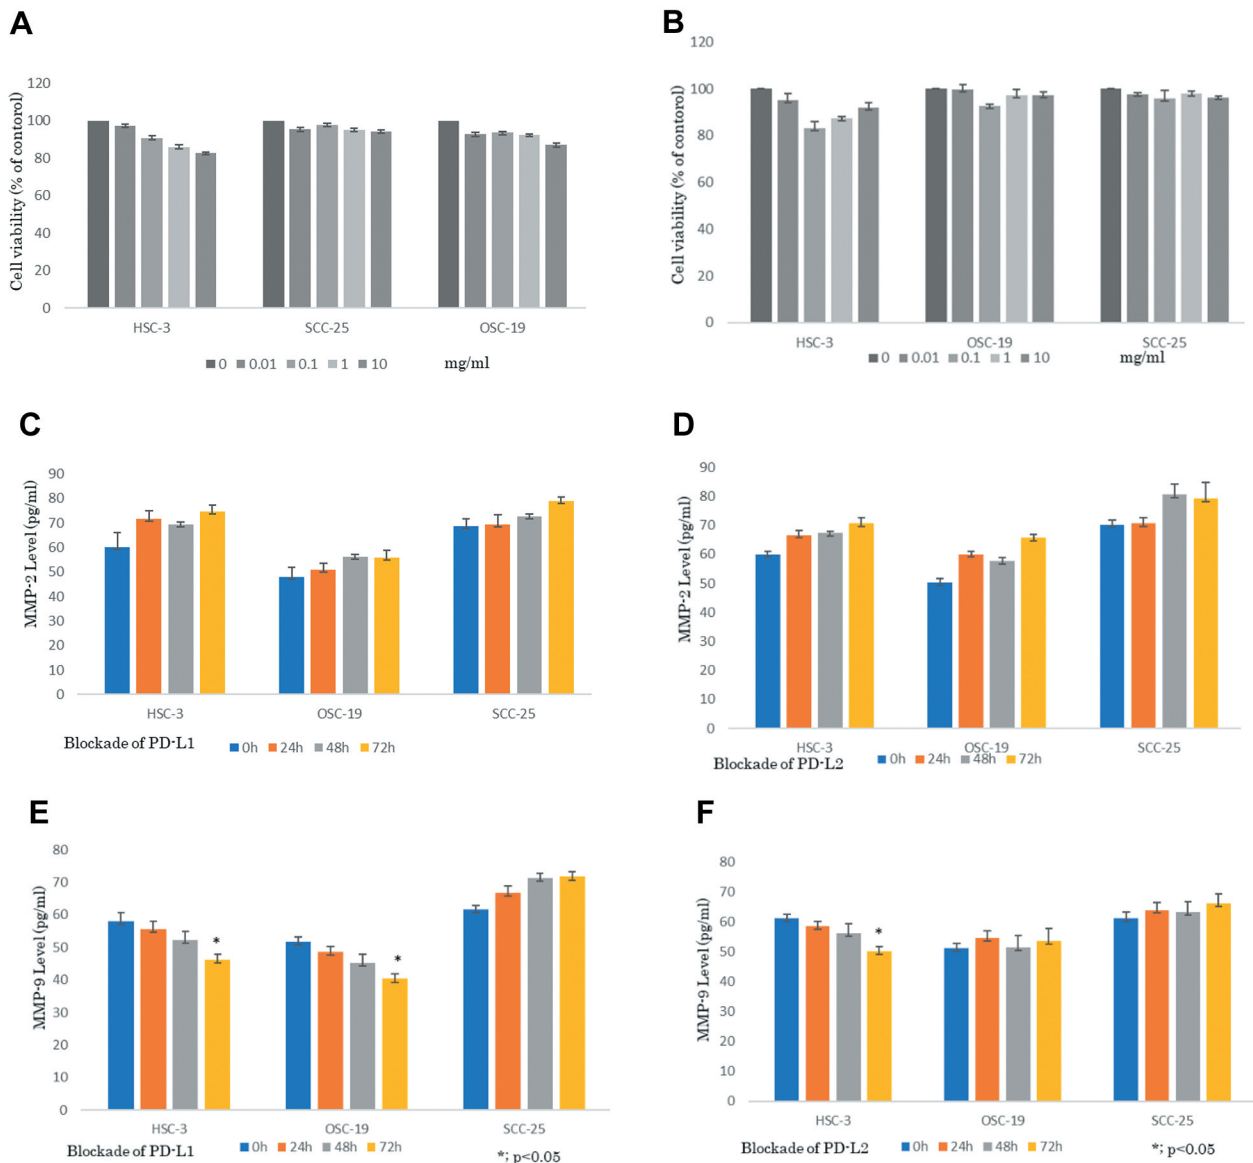 A
Cell viability (% of contorol)
120
100
80
60
40
20
0
HSC-3 SCC-25 OSC-19
0 0.01 0.1 1 10 mg/ml
B
Cell viability (% of contorol)
120
100
80
60
40
20
0
HSC-3 OSC-19 SCC-25
0 0.01 0.1 1 10 mg/ml
C
MMP-2 Level (pg/ml)
90
80
70
60
50
40
30
20
10
0
HSC-3 OSC-19 SCC-25
Blockade of PD-L1 0h 24h 48h 72h
D
MMP-2 Level (pg/ml)
90
80
70
60
50
40
30
20
10
0
HSC-3 OSC-19 SCC-25
Blockade of PD-L2 0h 24h 48h 72h
E
MMP-9 Level (pg/ml)
80
70
60
50
40
30
20
10
0
* *
HSC-3 OSC-19 SCC-25
Blockade of PD-L1 0h 24h 48h 72h *; p<0.05
F
MMP-9 Level (pg/ml)
80
70
60
50
40
30
20
10
0
*
HSC-3 OSC-19 SCC-25
Blockade of PD-L2 0h 24h 48h 72h *; p<0.05